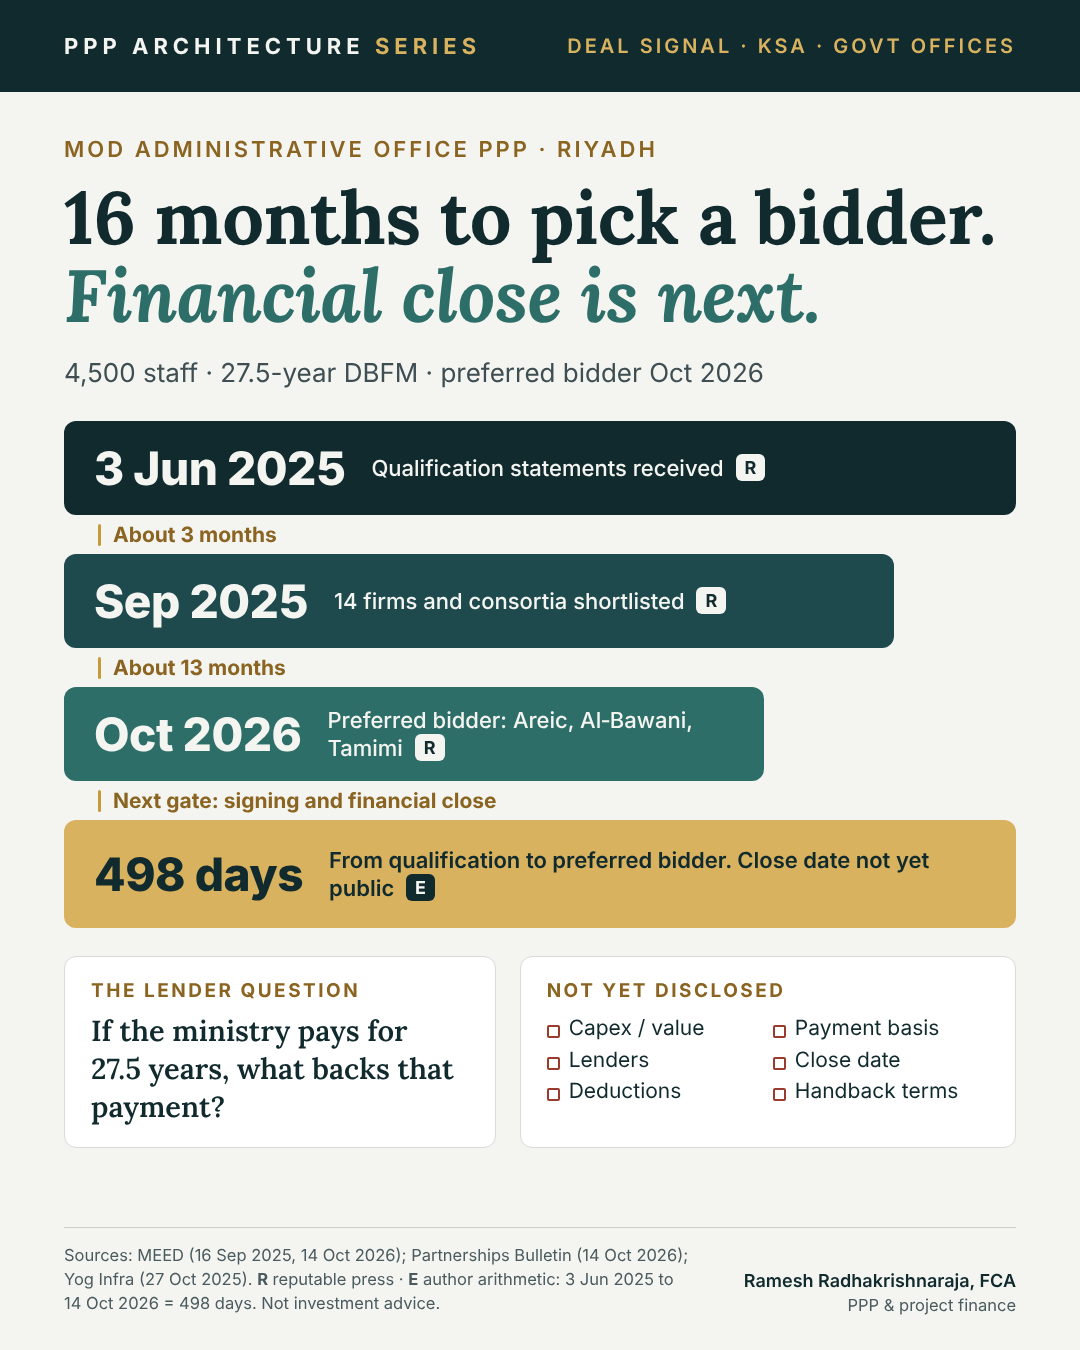 PPP ARCHITECTURE SERIES
DEAL SIGNAL · KSA · GOVT OFFICES
MOD ADMINISTRATIVE OFFICE PPP · RIYADH
16 months to pick a bidder.
Financial close is next.
4,500 staff · 27.5-year DBFM · preferred bidder Oct 2026
3 Jun 2025 Qualification statements received R
About 3 months
Sep 2025 14 firms and consortia shortlisted R
About 13 months
Oct 2026 Preferred bidder: Areic, Al-Bawani,
Tamimi R
Next gate: signing and financial close
498 days From qualification to preferred bidder. Close date not yet
public E
THE LENDER QUESTION
If the ministry pays for
27.5 years, what backs that
payment?
NOT YET DISCLOSED
Capex / value
Payment basis
Lenders
Close date
Deductions
Handback terms
Sources: MEED (16 Sep 2025, 14 Oct 2026); Partnerships Bulletin (14 Oct 2026);
Yog Infra (27 Oct 2025). R reputable press · E author arithmetic: 3 Jun 2025 to
14 Oct 2026 = 498 days. Not investment advice.
Ramesh Radhakrishnaraja, FCA
PPP & project finance